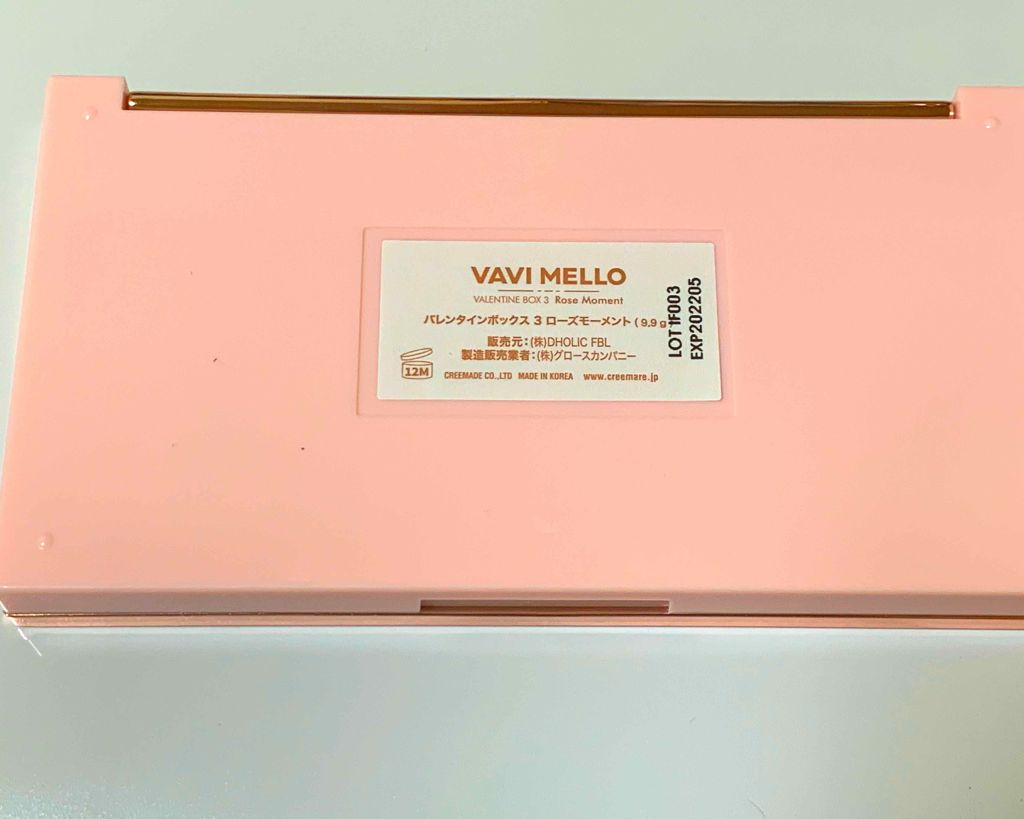 VAVI MELLO
VALENTINE BOX 3 Rose Moment
バレンタインボックス 3 ローズモーメント ( 9.9 g
販売元:(株)DHOLIC FBL
製造販売業者:(株)グロースカンパニー
12M
CREEMADE CO.,LTD MADE IN KOREA www.creemare.jp
LOT 1F003
EXP202205